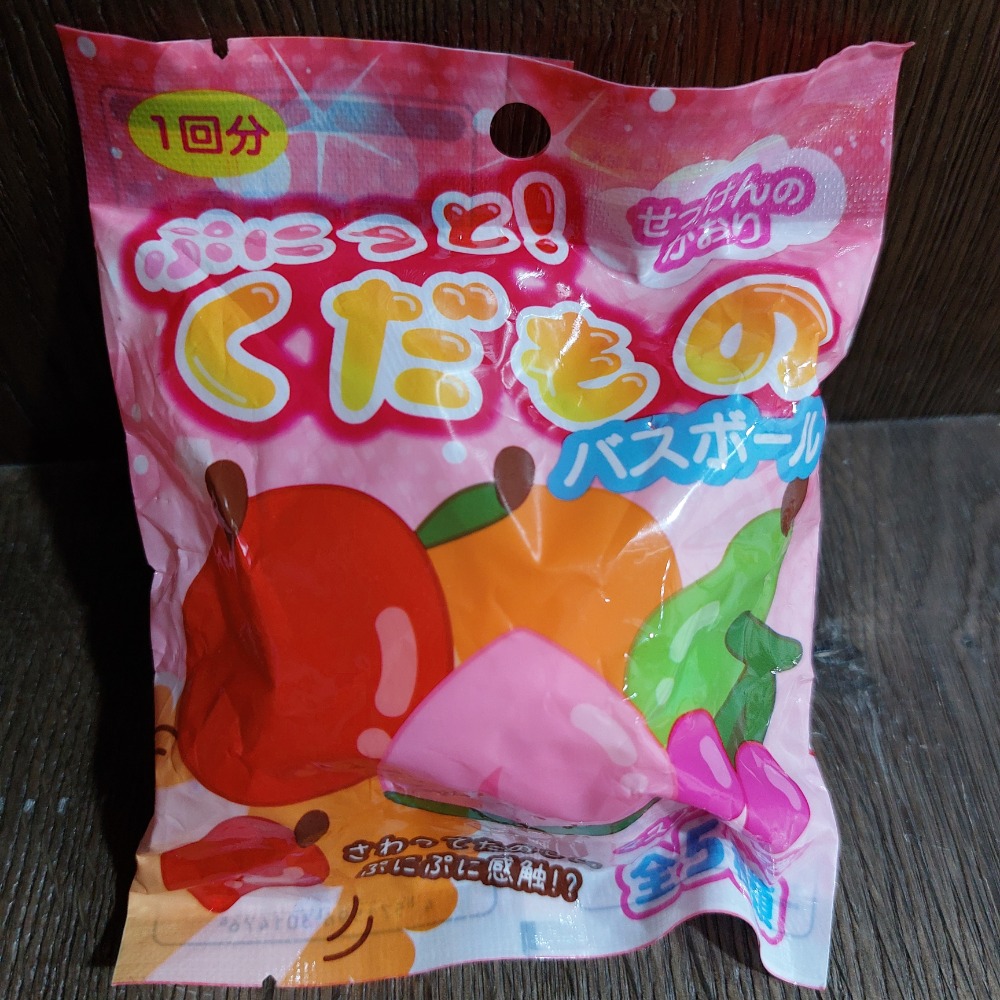 1回分
ぷにっと!
せっけんの
かおり
くだもの
バスボール
さわってたのしい
ぷにぷに感触!?
全5種